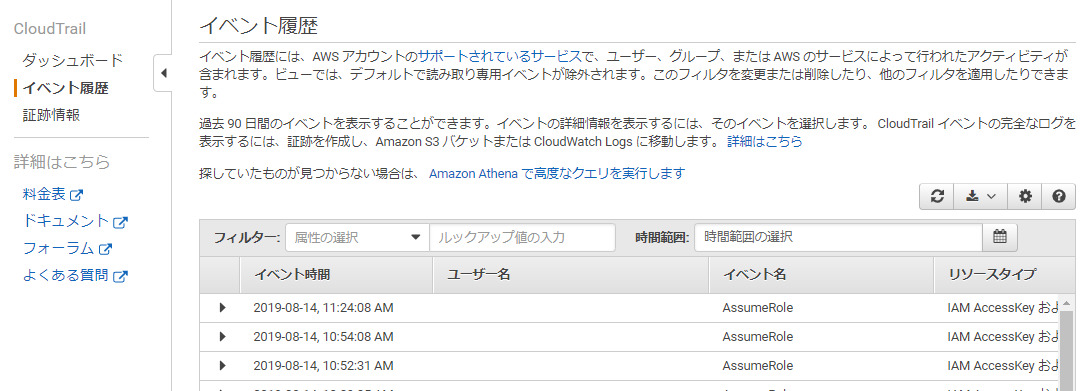 CloudTrail
ダッシュボード
イベント履歴
証跡情報
詳細はこちら
料金表
ドキュメント
フォーラム
よくある質問
イベント履歴
イベント履歴には、AWS アカウントのサポートされているサービスで、ユーザー、グループ、または AWS のサービスによって行われたアクティビティが
含まれます。ビューでは、デフォルトで読み取り専用イベントが除外されます。このフィルタを変更または削除したり、他のフィルタを適用したりできま
す。
過去 90 日間のイベントを表示することができます。イベントの詳細情報を表示するには、そのイベントを選択します。 CloudTrail イベントの完全なログを
表示するには、証跡を作成し、Amazon S3 バケットまたは CloudWatch Logs に移動します。 詳細はこちら
探していたものが見つからない場合は、 Amazon Athena で高度なクエリを実行します
フィルター: 属性の選択 ルックアップ値の入力 時間範囲: 時間範囲の選択
イベント時間 ユーザー名 イベント名 リソースタイプ
2019-08-14, 11:24:08 AM AssumeRole IAM AccessKey およ
2019-08-14, 10:54:08 AM AssumeRole IAM AccessKey およ
2019-08-14, 10:52:31 AM AssumeRole IAM AccessKey およ